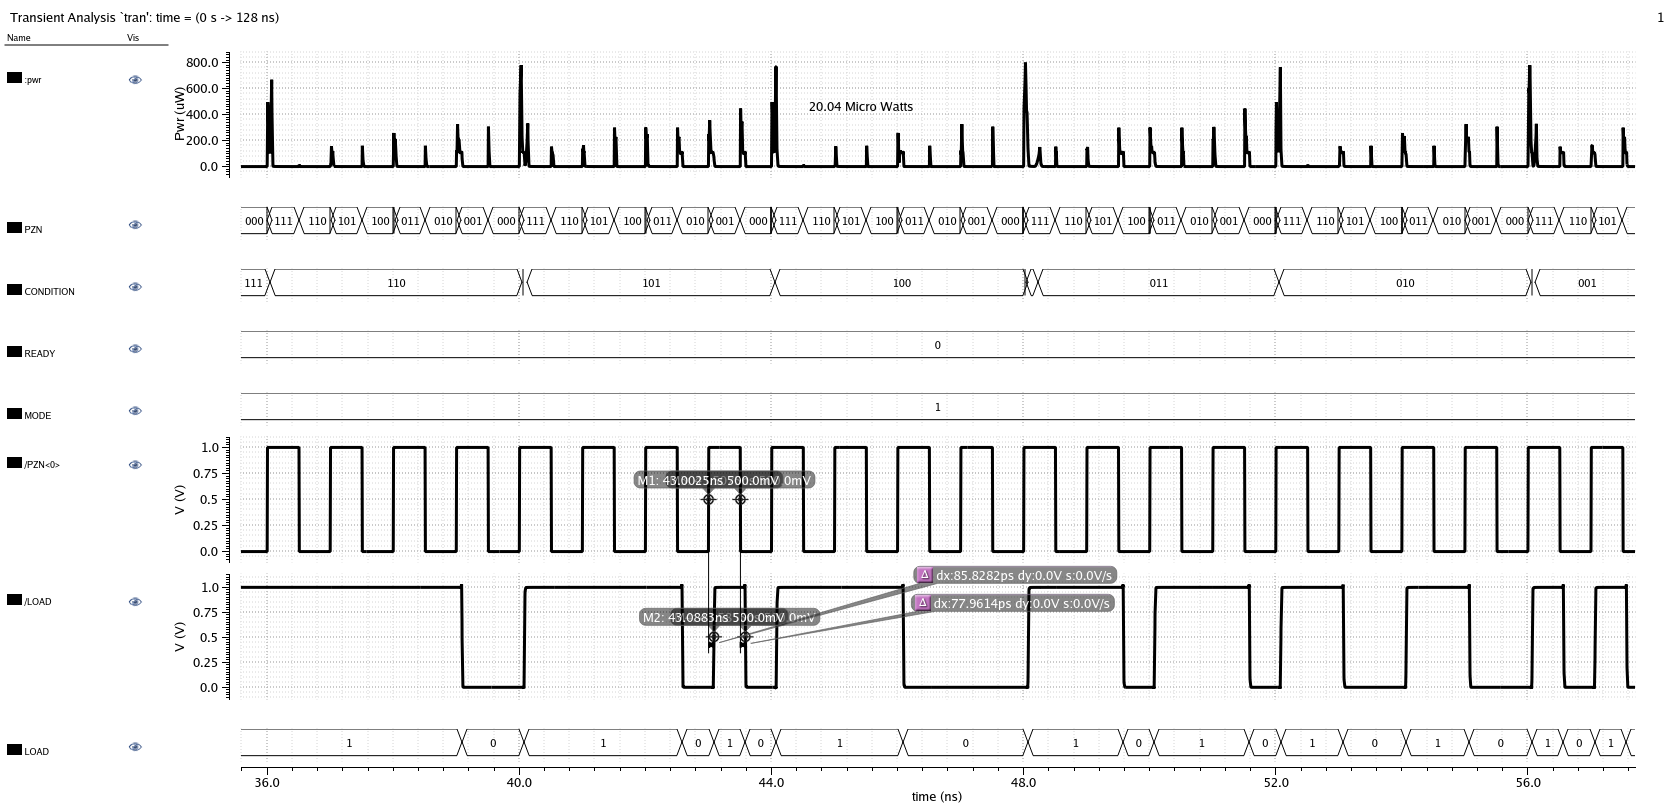 Transient Analysis `tran': time = (0 s -> 128 ns)
1
Name Vis
:pwr
Pwr (uW)
800.0
600.0
400.0
200.0
0.0
20.04 Micro Watts
PZN
000 111 110 101 100 011 010 001 000 111 110 101 100 011 010 001 000 111 110 101 100 011 010 001 000 111 110 101 100 011 010 001 000 111 110 101 100 011 010 001 000 111 110 101
CONDITION
111 110 101 100 011 010 001
READY
0
MODE
1
/PZN<0>
V (V)
1.0
0.75
0.5
0.25
0.0
500.0mV 0mV
/LOAD
V (V)
1.0
0.75
0.5
0.25
0.0
dx:85.8282ps dy:0.0V s:0.0V/s
dx:77.9614ps dy:0.0V s:0.0V/s
500.0mV 0mV
LOAD
1 0 1 0 1 0 1 0 1 0 1 0 1 0 1 0 1 0 1
36.0 40.0 44.0 48.0 52.0 56.0
time (ns)